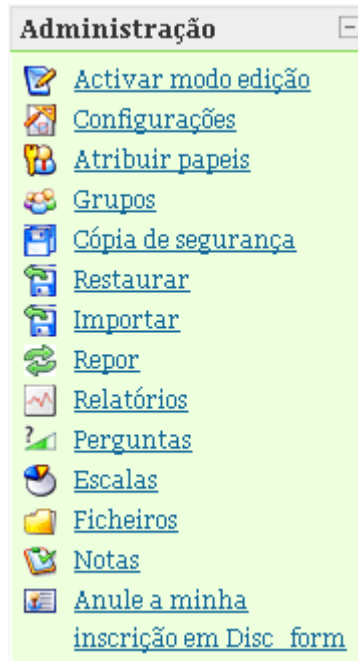 Administração
Activar modo edição
Configurações
Atribuir papeis
Grupos
Cópia de segurança
Restaurar
Importar
Repor
Relatórios
Perguntas
Escalas
Ficheiros
Notas
Anule a minha
inscrição em Disc_form